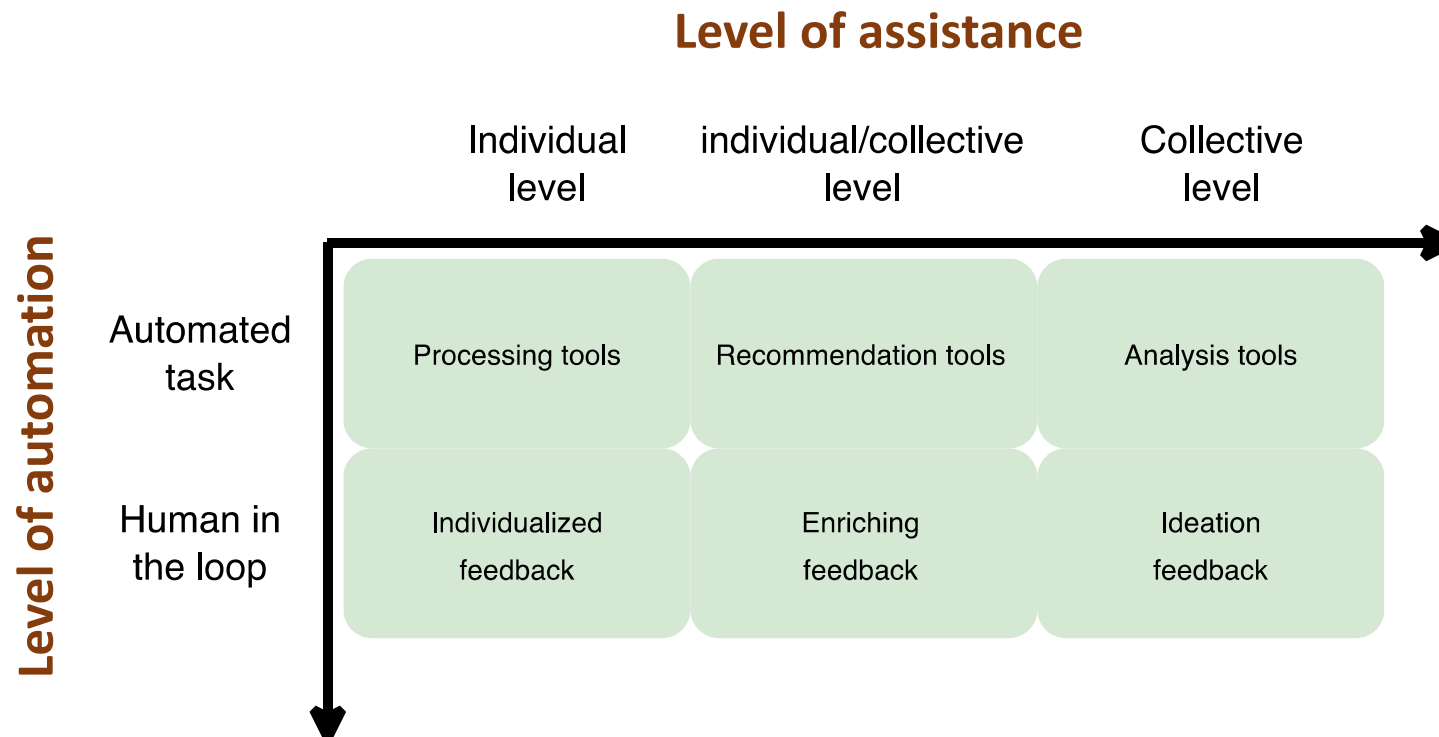 Level of assistance
Individual
level
individual/collective
level
Collective
level
Level of automation
Automated
task
Processing tools
Recommendation tools
Analysis tools
Human in
the loop
Individualized
feedback
Enriching
feedback
Ideation
feedback